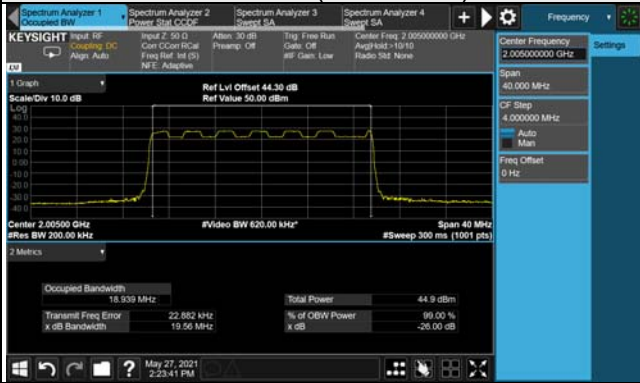 Spectrum Analyzer 1
Occupied BW
Spectrum Analyzer 2
Power Stat CCDF
Spectrum Analyzer 3
Swept SA
Spectrum Analyzer 4
Swept SA
Frequency
KEYSIGHT
Input: RF
Coupling: DC
Align: Auto
Input Z: 50 Ω
Corr CCorr RCal
Freq Ref: Int (S)
NFE: Adaptive
Atten: 30 dB
Preamp: Off
Trig: Free Run
Gate: Off
#IF Gain: Low
Center Freq: 2.005000000 GHz
Avg|Hold:>10/10
Radio Std: None
LXI
1 Graph
Scale/Div 10.0 dB
Ref Lvl Offset 44.30 dB
Ref Value 50.00 dBm
Log
40.0
30.0
20.0
10.0
0.00
-10.0
-20.0
-30.0
-40.0
Center 2.00500 GHz
#Res BW 200.00 kHz
#Video BW 620.00 kHz*
Span 40 MHz
#Sweep 300 ms (1001 pts)
2 Metrics
Occupied Bandwidth
18.939 MHz
Total Power
44.9 dBm
Transmit Freq Error
22.882 kHz
% of OBW Power
99.00 %
x dB Bandwidth
19.56 MHz
x dB
-26.00 dB
Center Frequency
2.005000000 GHz
Settings
Span
40.000 MHz
CF Step
4.000000 MHz
Auto
Man
Freq Offset
0 Hz
May 27, 2021
2:23:41 PM